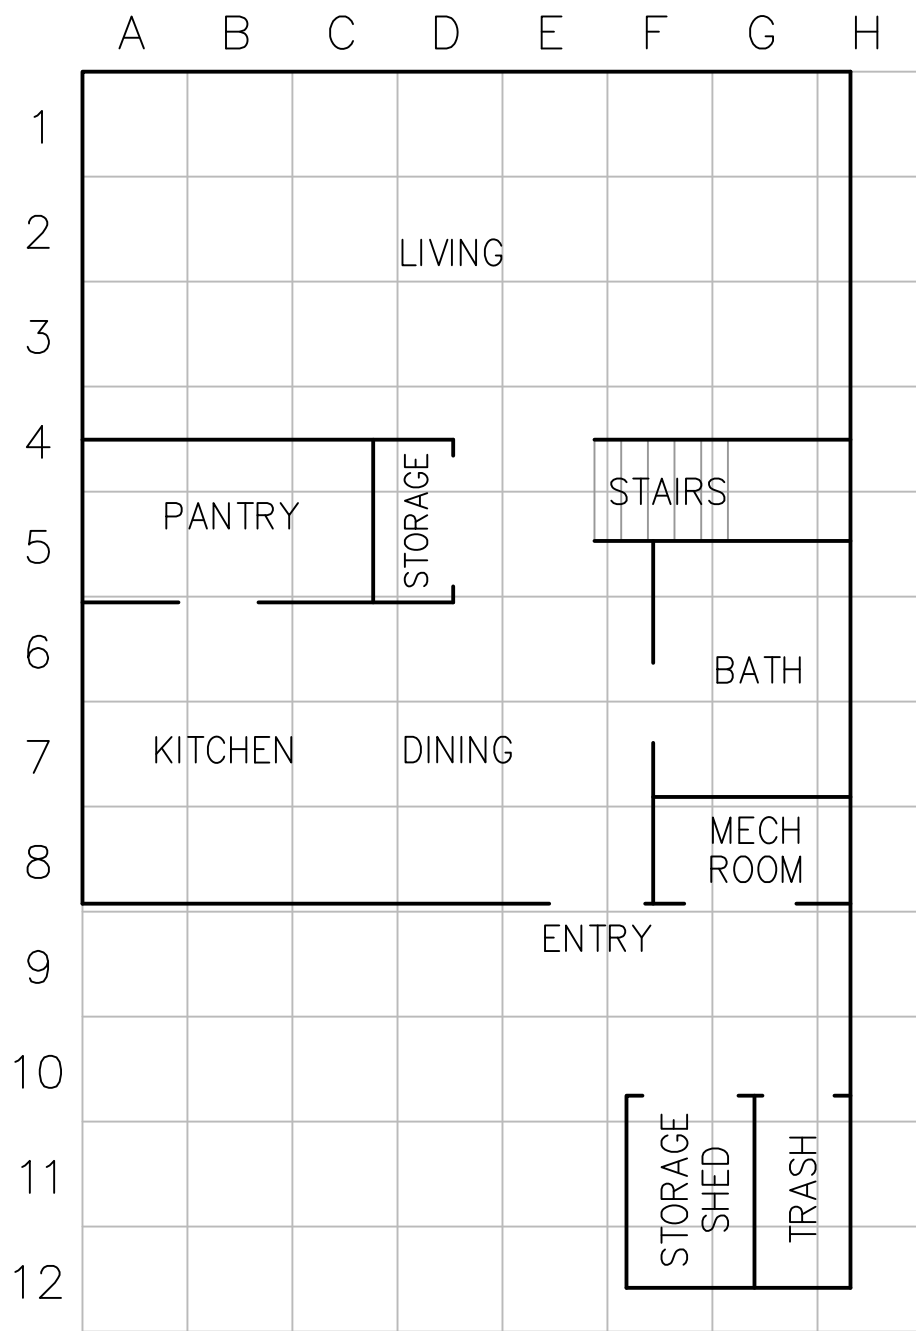 A B C D E F G H
1
2
LIVING
3
4
STORAGE
STAIRS
PANTRY
5
6
BATH
7
KITCHEN
DINING
MECH
ROOM
8
ENTRY
9
10
STORAGE
SHED
TRASH
11
12